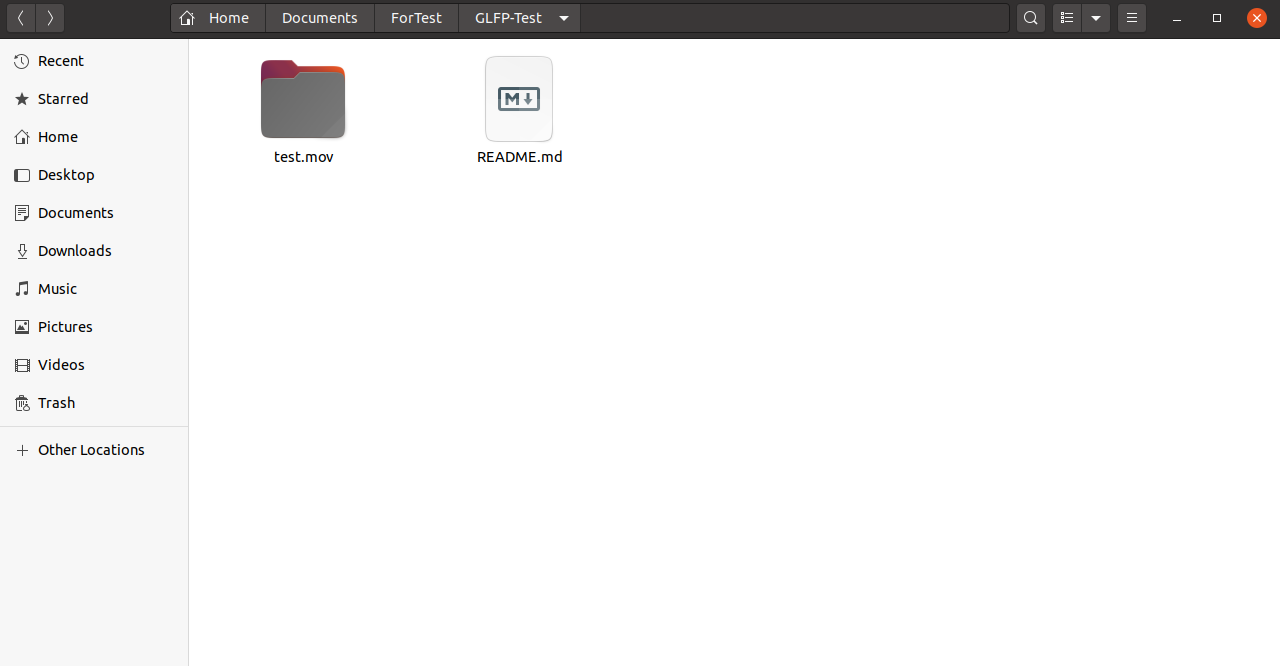 Home Documents ForTest GLFP-Test
Recent
Starred
Home
Desktop
Documents
Downloads
Music
Pictures
Videos
Trash
Other Locations
test.mov
M
README.md